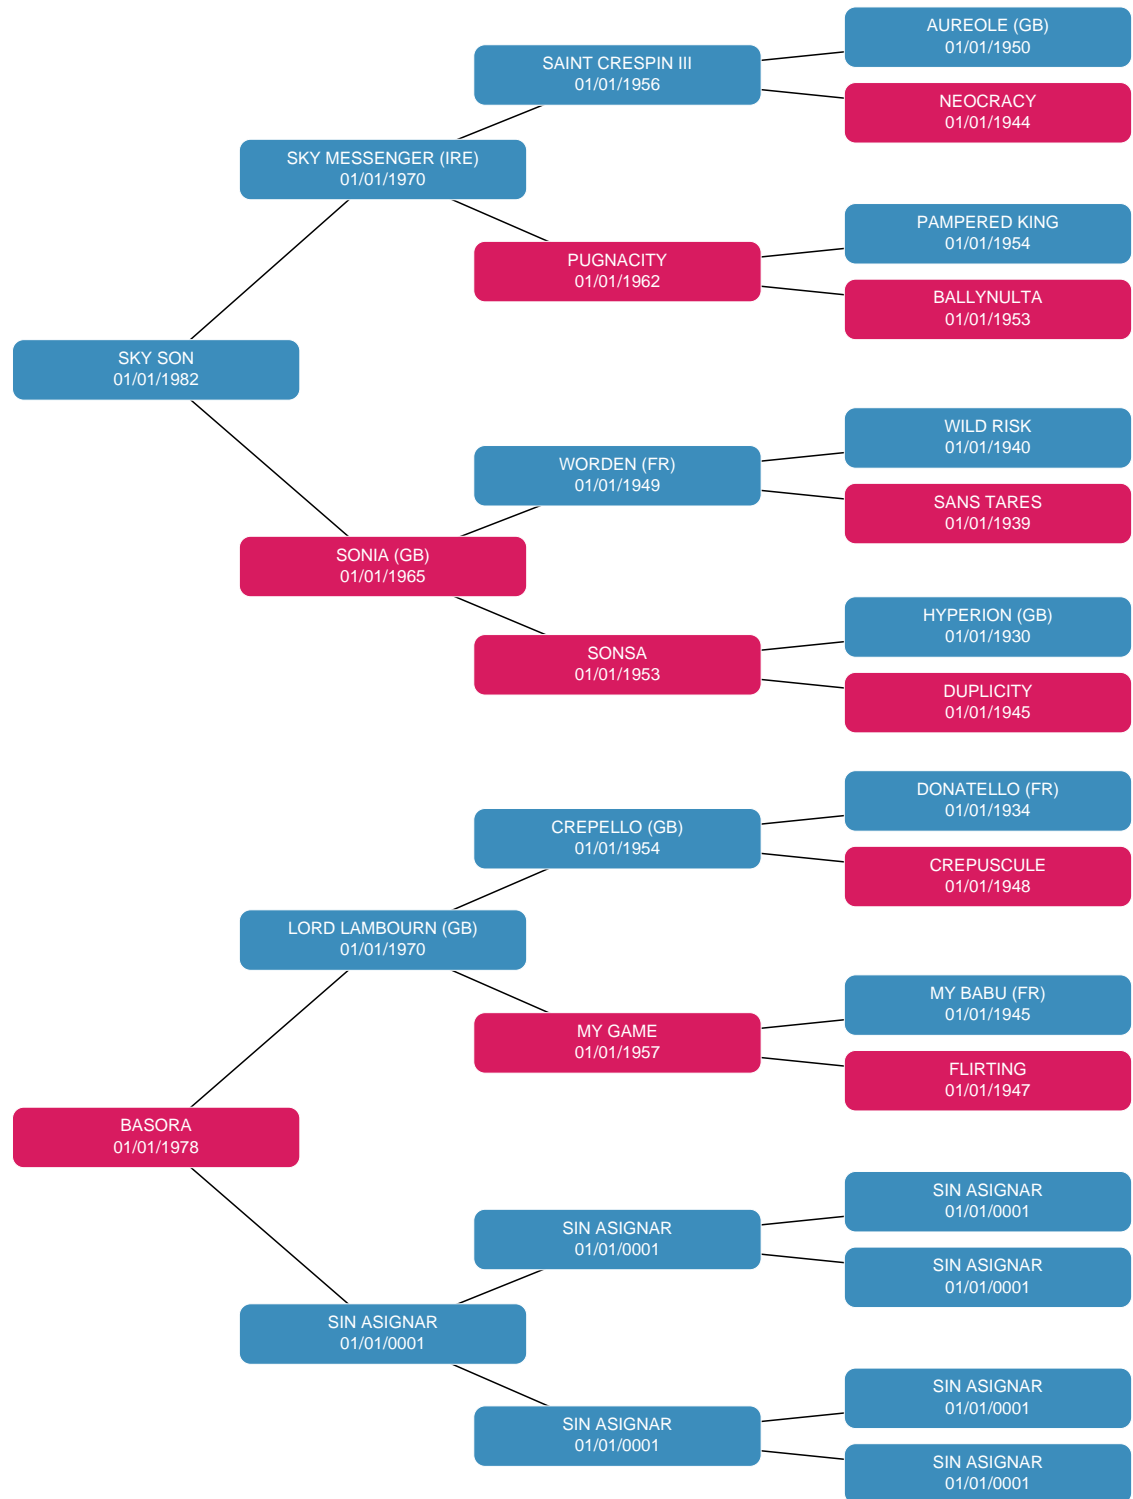 AUREOLE (GB)
01/01/1950
SAINT CRESPIN III
01/01/1956
NEOCRACY
01/01/1944
SKY MESSENGER (IRE)
01/01/1970
PAMPERED KING
01/01/1954
PUGNACITY
01/01/1962
BALLYNULTA
01/01/1953
SKY SON
01/01/1982
WILD RISK
01/01/1940
WORDEN (FR)
01/01/1949
SANS TARES
01/01/1939
SONIA (GB)
01/01/1965
HYPERION (GB)
01/01/1930
SONSA
01/01/1953
DUPLICITY
01/01/1945
DONATELLO (FR)
01/01/1934
CREPELLO (GB)
01/01/1954
CREPUSCULE
01/01/1948
LORD LAMBOURN (GB)
01/01/1970
MY BABU (FR)
01/01/1945
MY GAME
01/01/1957
FLIRTING
01/01/1947
BASORA
01/01/1978
SIN ASIGNAR
01/01/0001
SIN ASIGNAR
01/01/0001
SIN ASIGNAR
01/01/0001
SIN ASIGNAR
01/01/0001
SIN ASIGNAR
01/01/0001
SIN ASIGNAR
01/01/0001
SIN ASIGNAR
01/01/0001